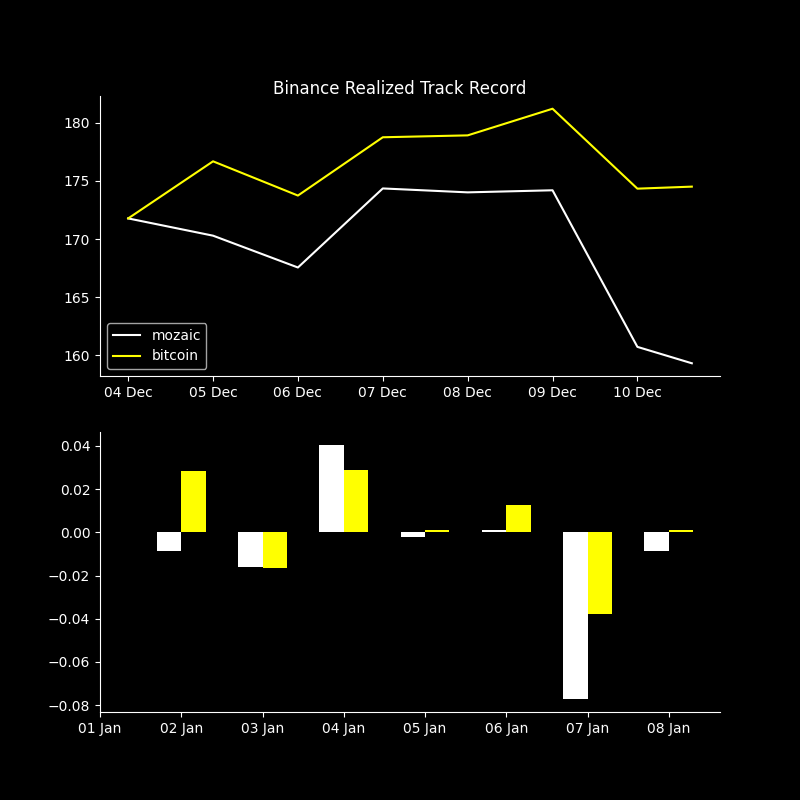 Binance Realized Track Record
180
175
170
165
160
mozaic
bitcoin
04 Dec 05 Dec 06 Dec 07 Dec 08 Dec 09 Dec 10 Dec
0.04
0.02
0.00
−0.02
−0.04
−0.06
−0.08
01 Jan 02 Jan 03 Jan 04 Jan 05 Jan 06 Jan 07 Jan 08 Jan